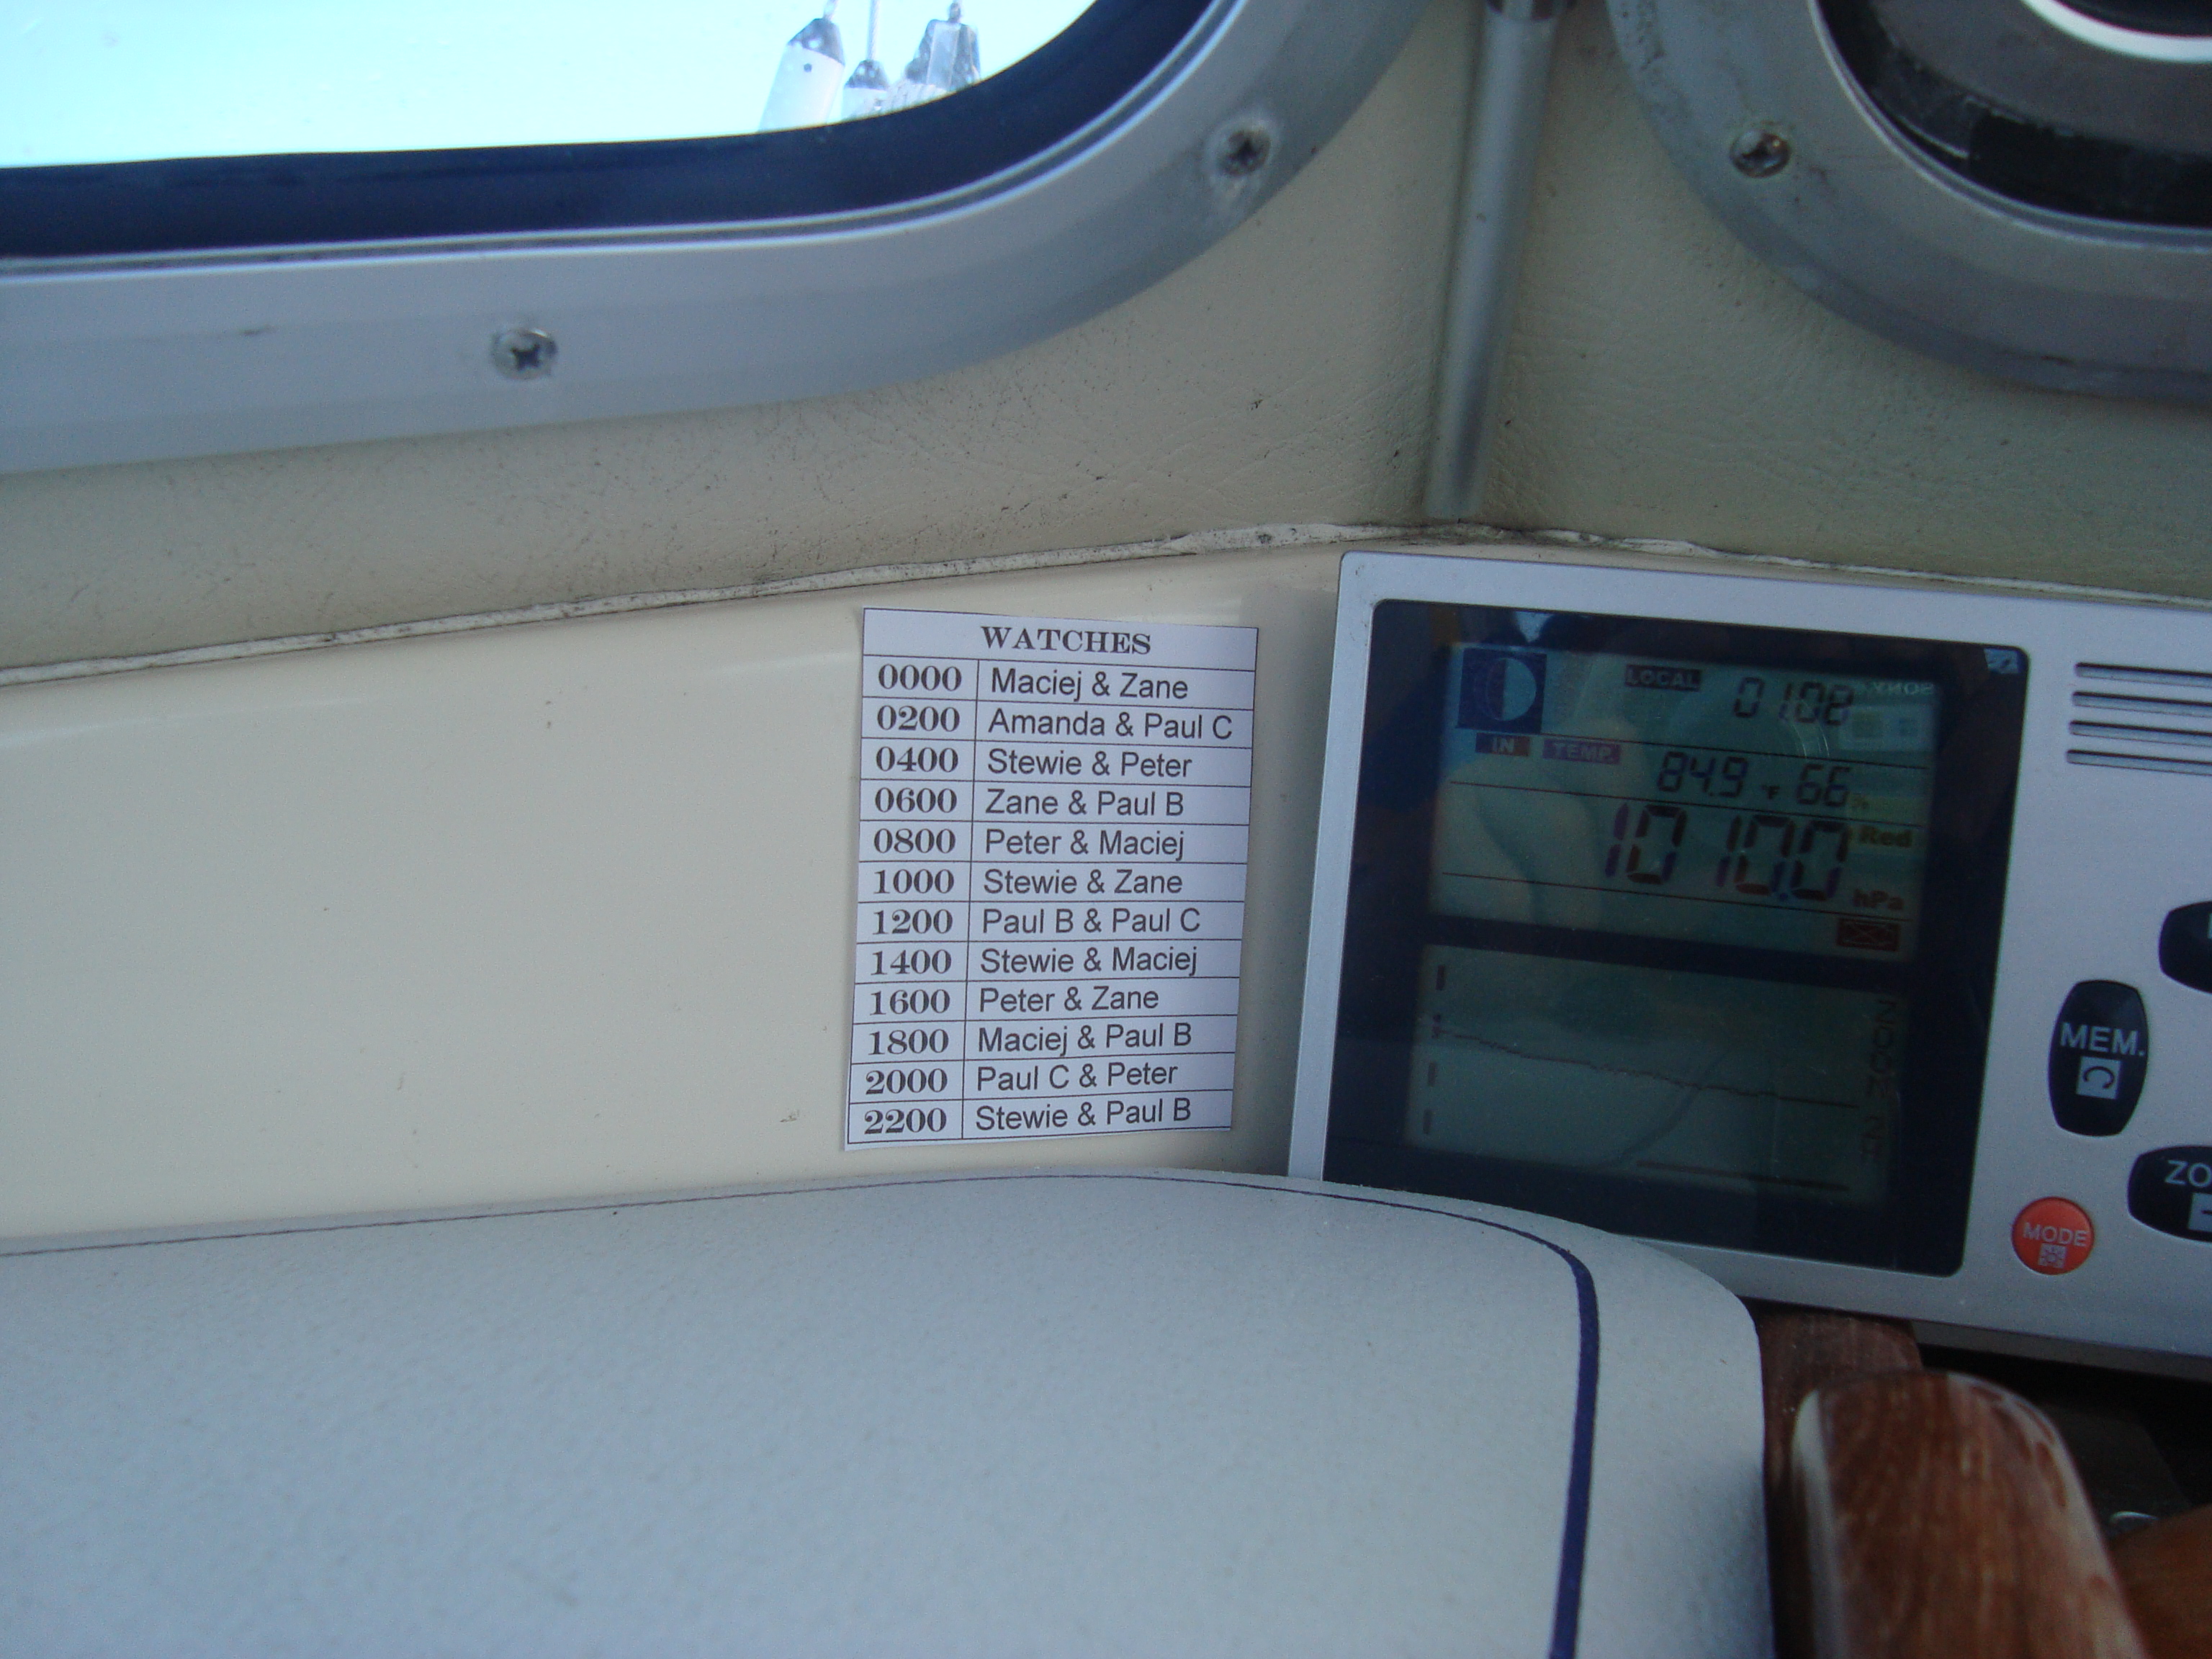 WATCHES
0000 Maciej & Zane
0200 Amanda & Paul C
0400 Stewie & Peter
0600 Zane & Paul B
0800 Peter & Maciej
1000 Stewie & Zane
1200 Paul B & Paul C
1400 Stewie & Maciej
1600 Peter & Zane
1800 Maciej & Paul B
2000 Paul C & Peter
2200 Stewie & Paul B
LOCAL 01:08
IN TEMP.
84.9 °F 66 %
1010.0 Red
hPa
MEM.
C
ZO
MODE